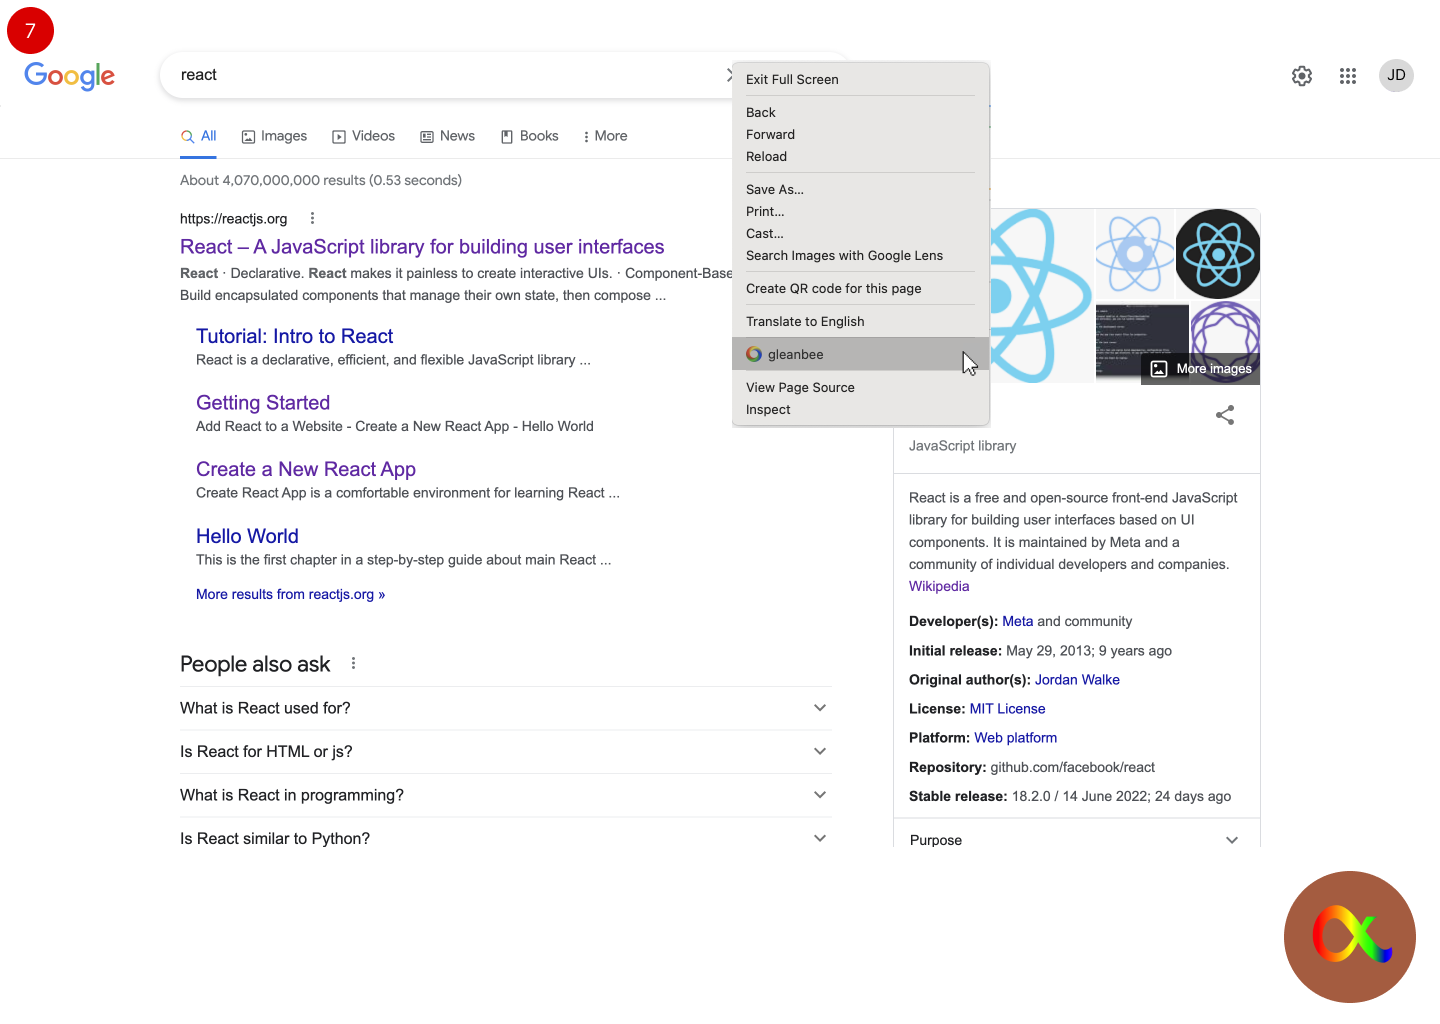 7
Google
react
JD
Exit Full Screen
Back
Forward
Reload
Save As...
Print...
Cast...
Search Images with Google Lens
Create QR code for this page
Translate to English
gleanbee
View Page Source
Inspect
All
Images
Videos
News
Books
More
About 4,070,000,000 results (0.53 seconds)
https://reactjs.org
React – A JavaScript library for building user interfaces
React · Declarative. React makes it painless to create interactive UIs. · Component-Base
Build encapsulated components that manage their own state, then compose ...
Tutorial: Intro to React
React is a declarative, efficient, and flexible JavaScript library ...
Getting Started
Add React to a Website - Create a New React App - Hello World
Create a New React App
Create React App is a comfortable environment for learning React ...
Hello World
This is the first chapter in a step-by-step guide about main React ...
More results from reactjs.org »
People also ask
What is React used for?
Is React for HTML or js?
What is React in programming?
Is React similar to Python?
More images
JavaScript library
React is a free and open-source front-end JavaScript
library for building user interfaces based on UI
components. It is maintained by Meta and a
community of individual developers and companies.
Wikipedia
Developer(s): Meta and community
Initial release: May 29, 2013; 9 years ago
Original author(s): Jordan Walke
License: MIT License
Platform: Web platform
Repository: github.com/facebook/react
Stable release: 18.2.0 / 14 June 2022; 24 days ago
Purpose
α